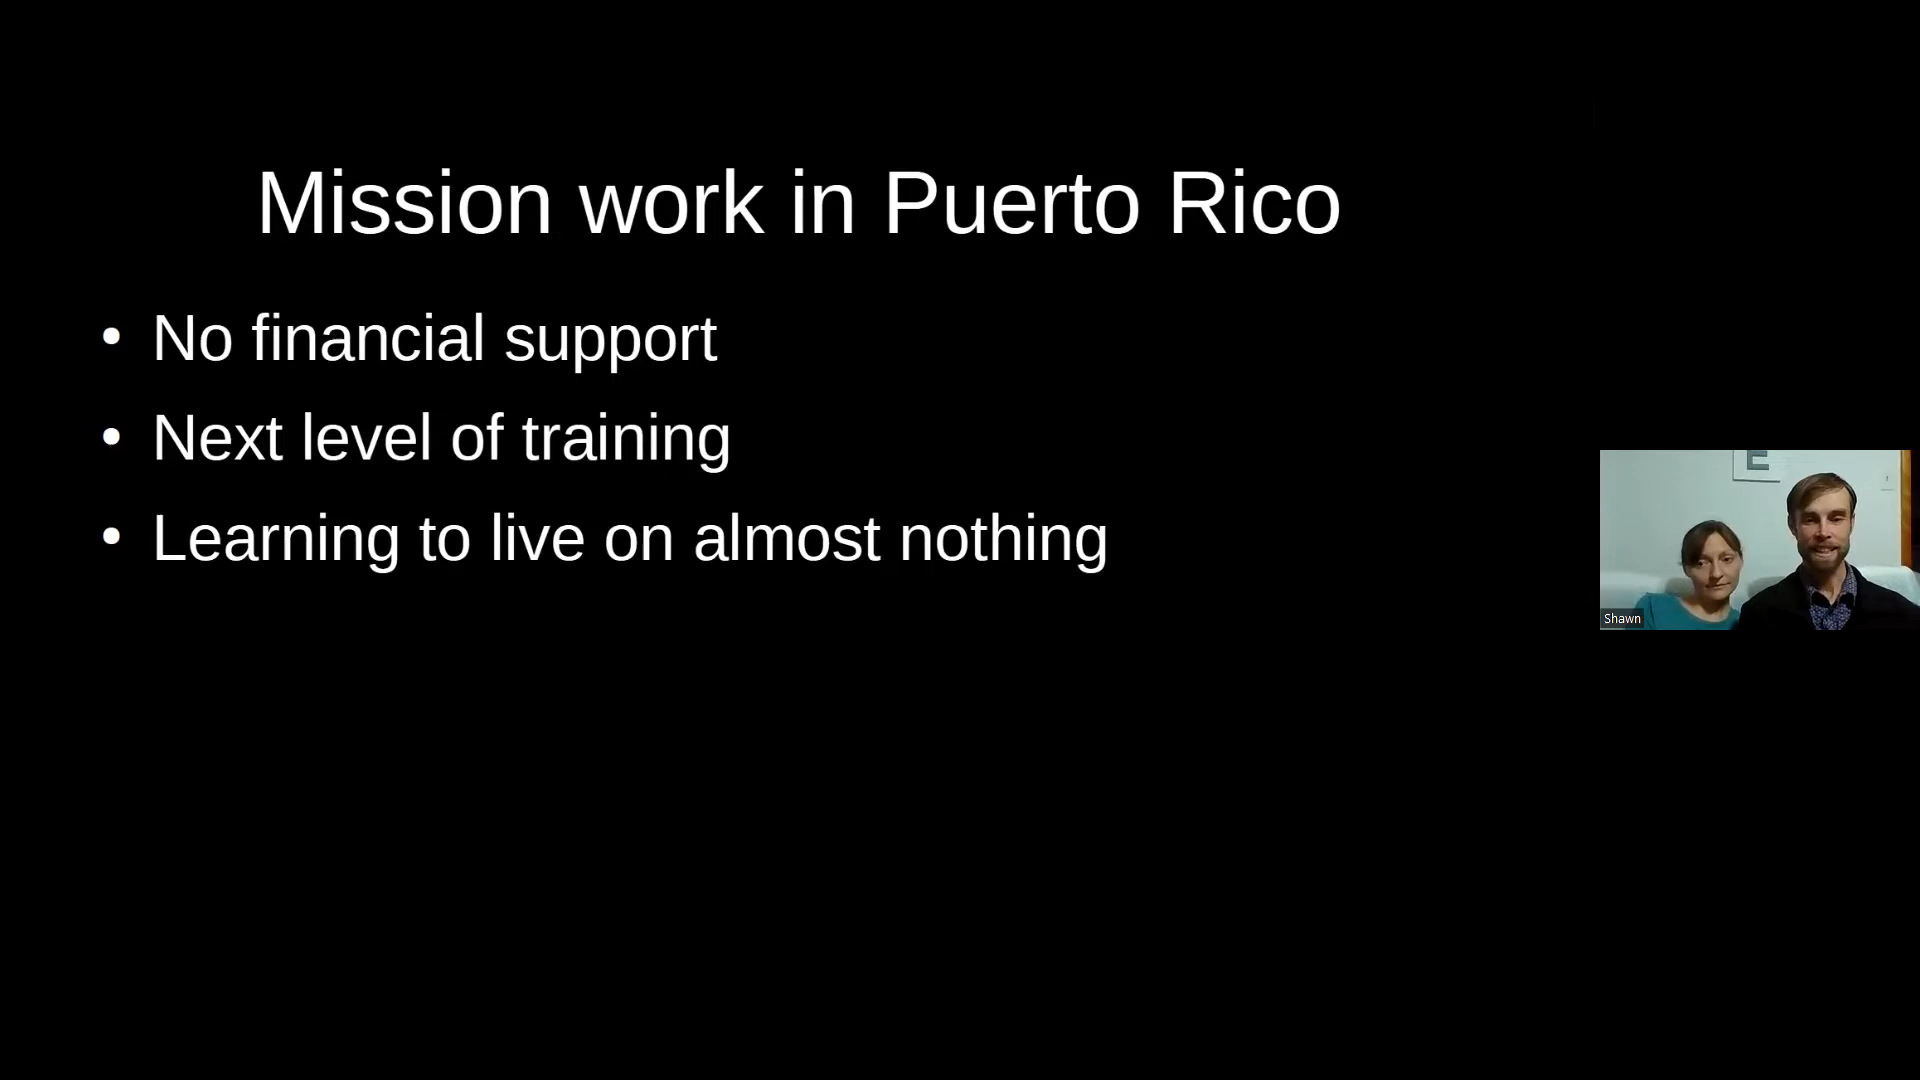 Mission work in Puerto Rico
• No financial support
• Next level of training
• Learning to live on almost nothing
E
Shawn